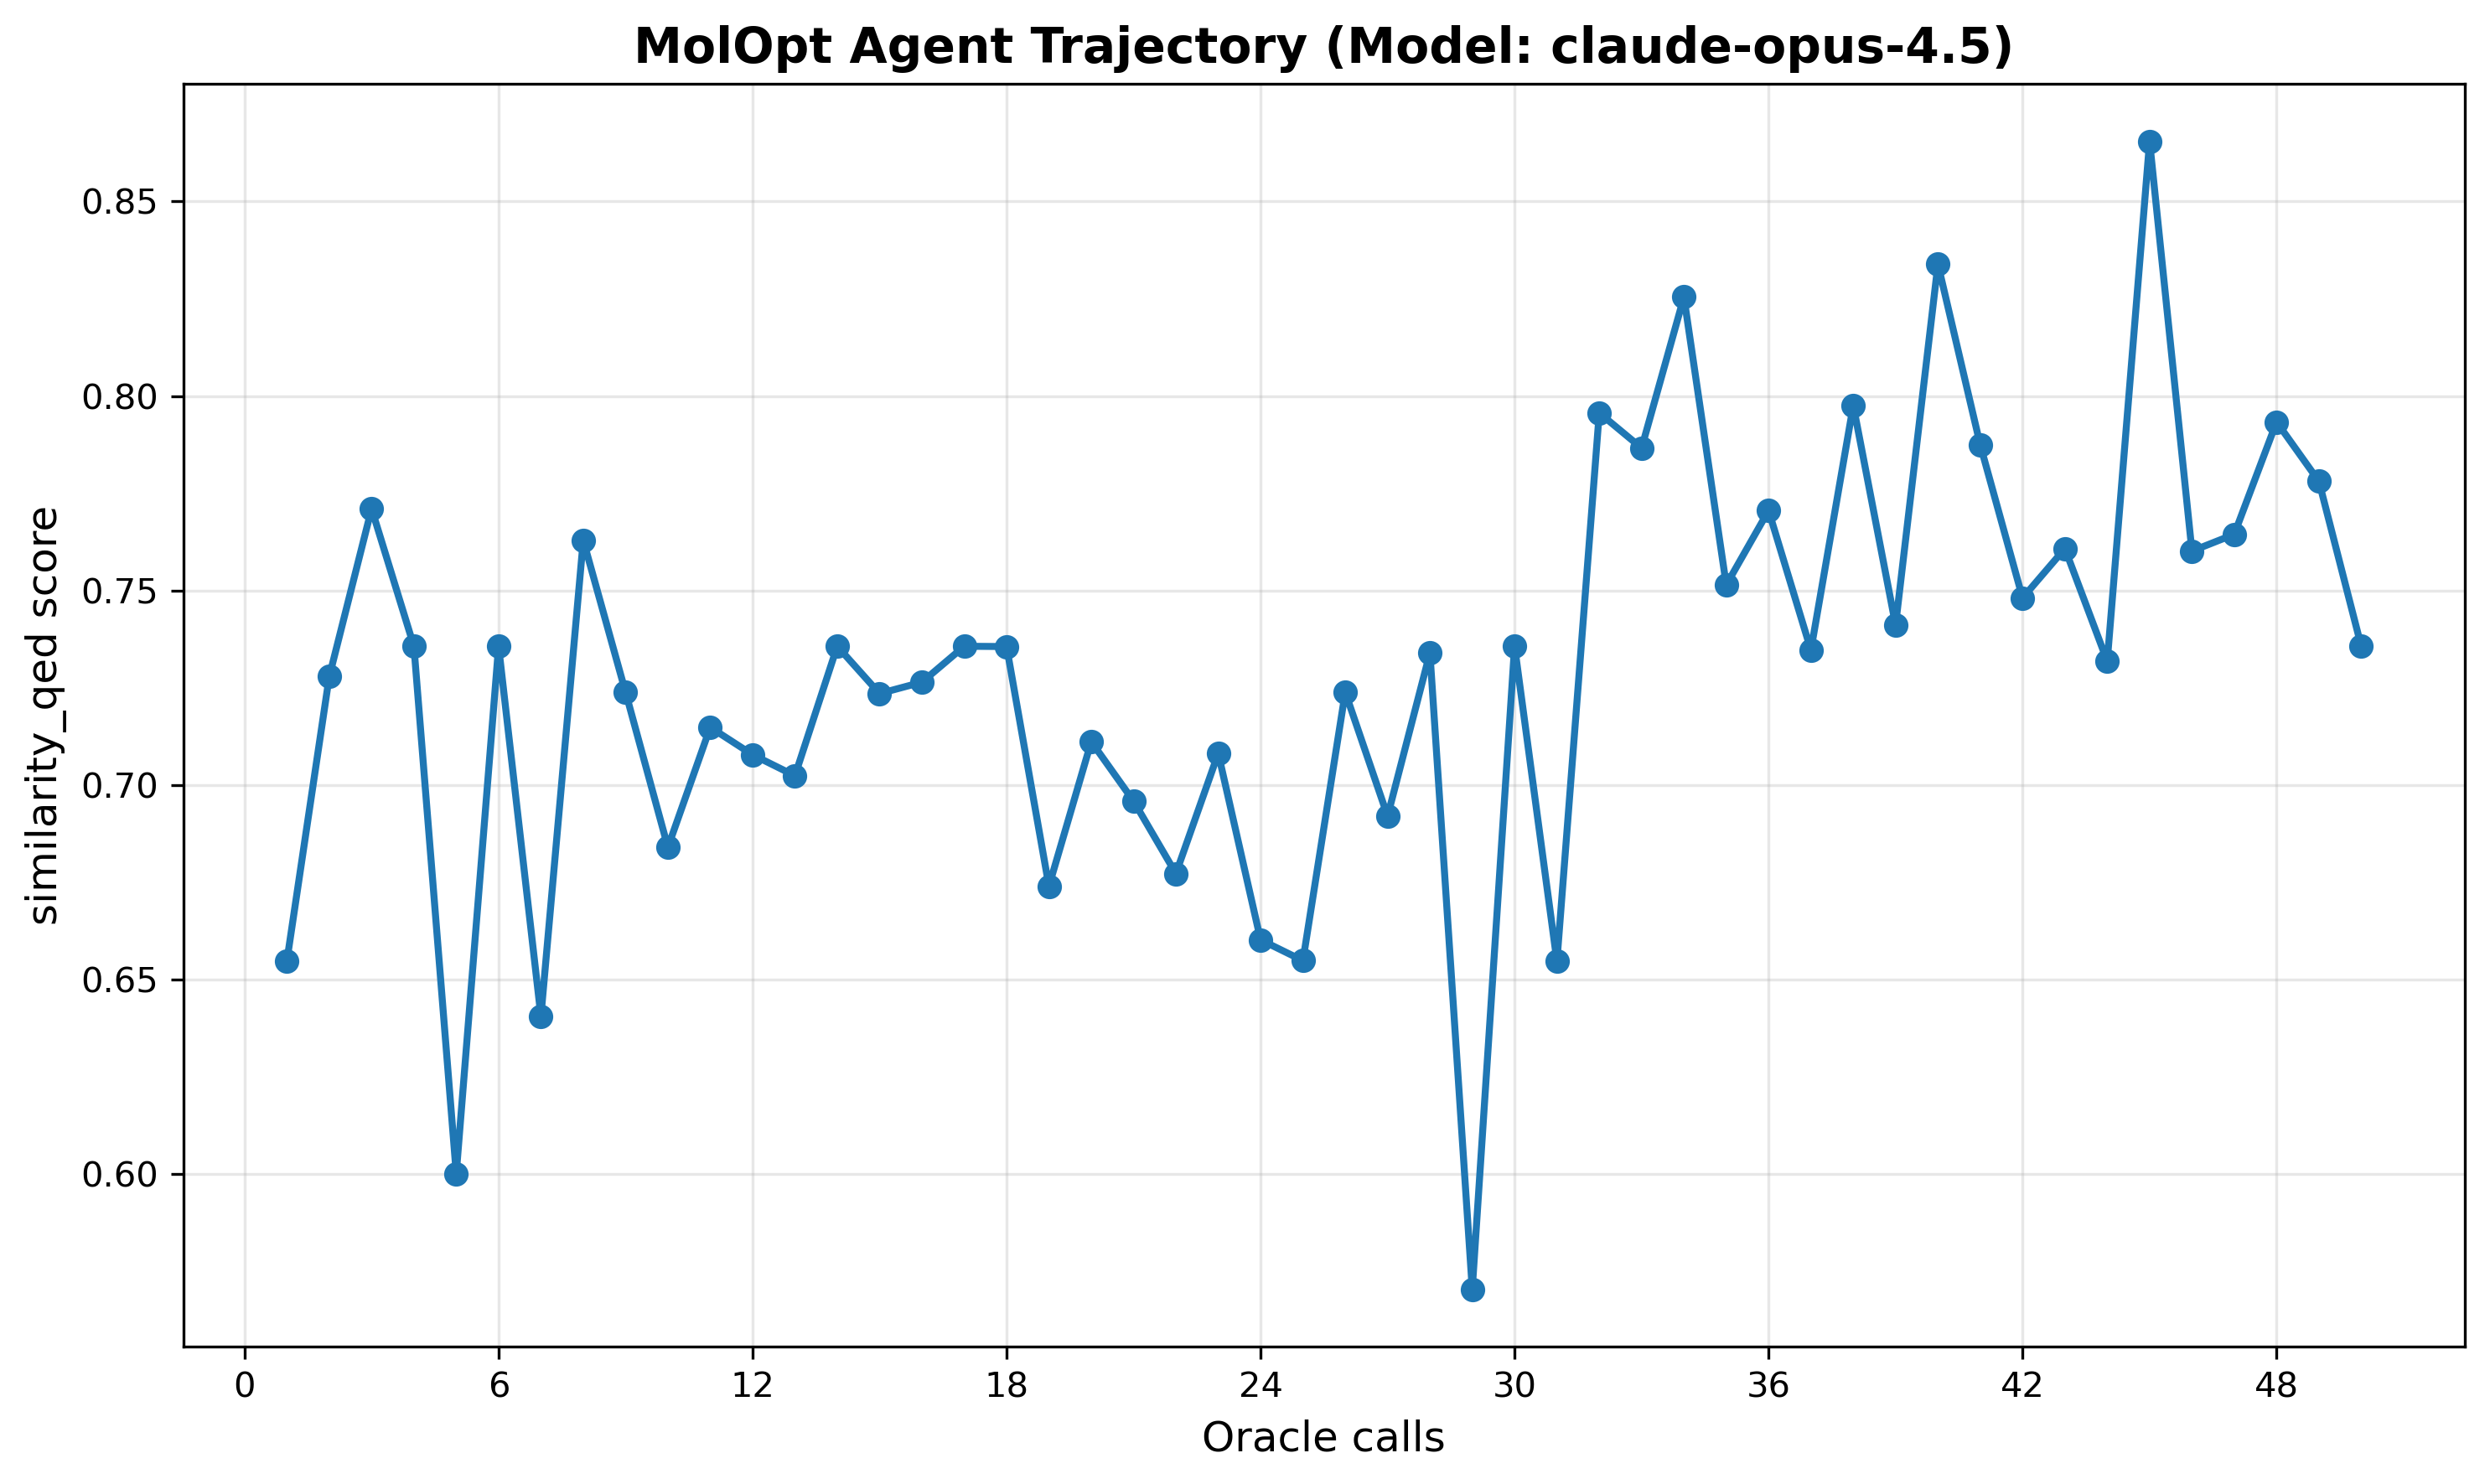 MolOpt Agent Trajectory (Model: claude-opus-4.5)
similarity_qed score
0.85
0.80
0.75
0.70
0.65
0.60
0 6 12 18 24 30 36 42 48
Oracle calls